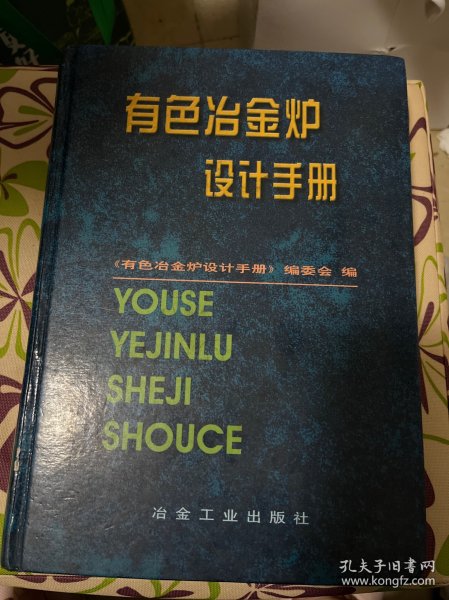 有色冶金炉
设计手册
《有色冶金炉设计手册》 编委会 编
YOUSE
YEJINLU
SHEJI
SHOUCE
冶金工业出版社
孔夫子旧书网
www.kongfz.com